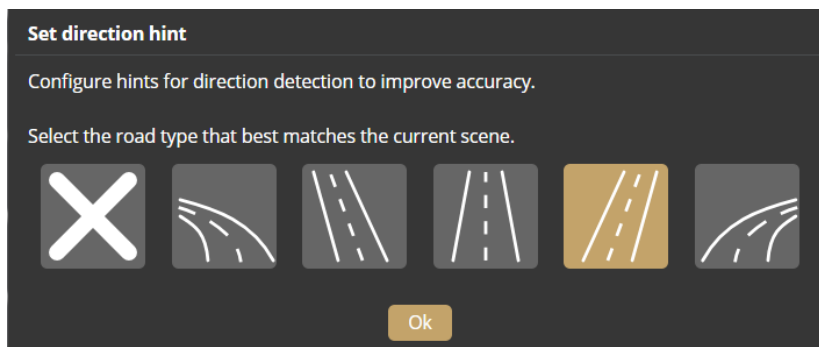 Set direction hint
Configure hints for direction detection to improve accuracy.
Select the road type that best matches the current scene.
Ok